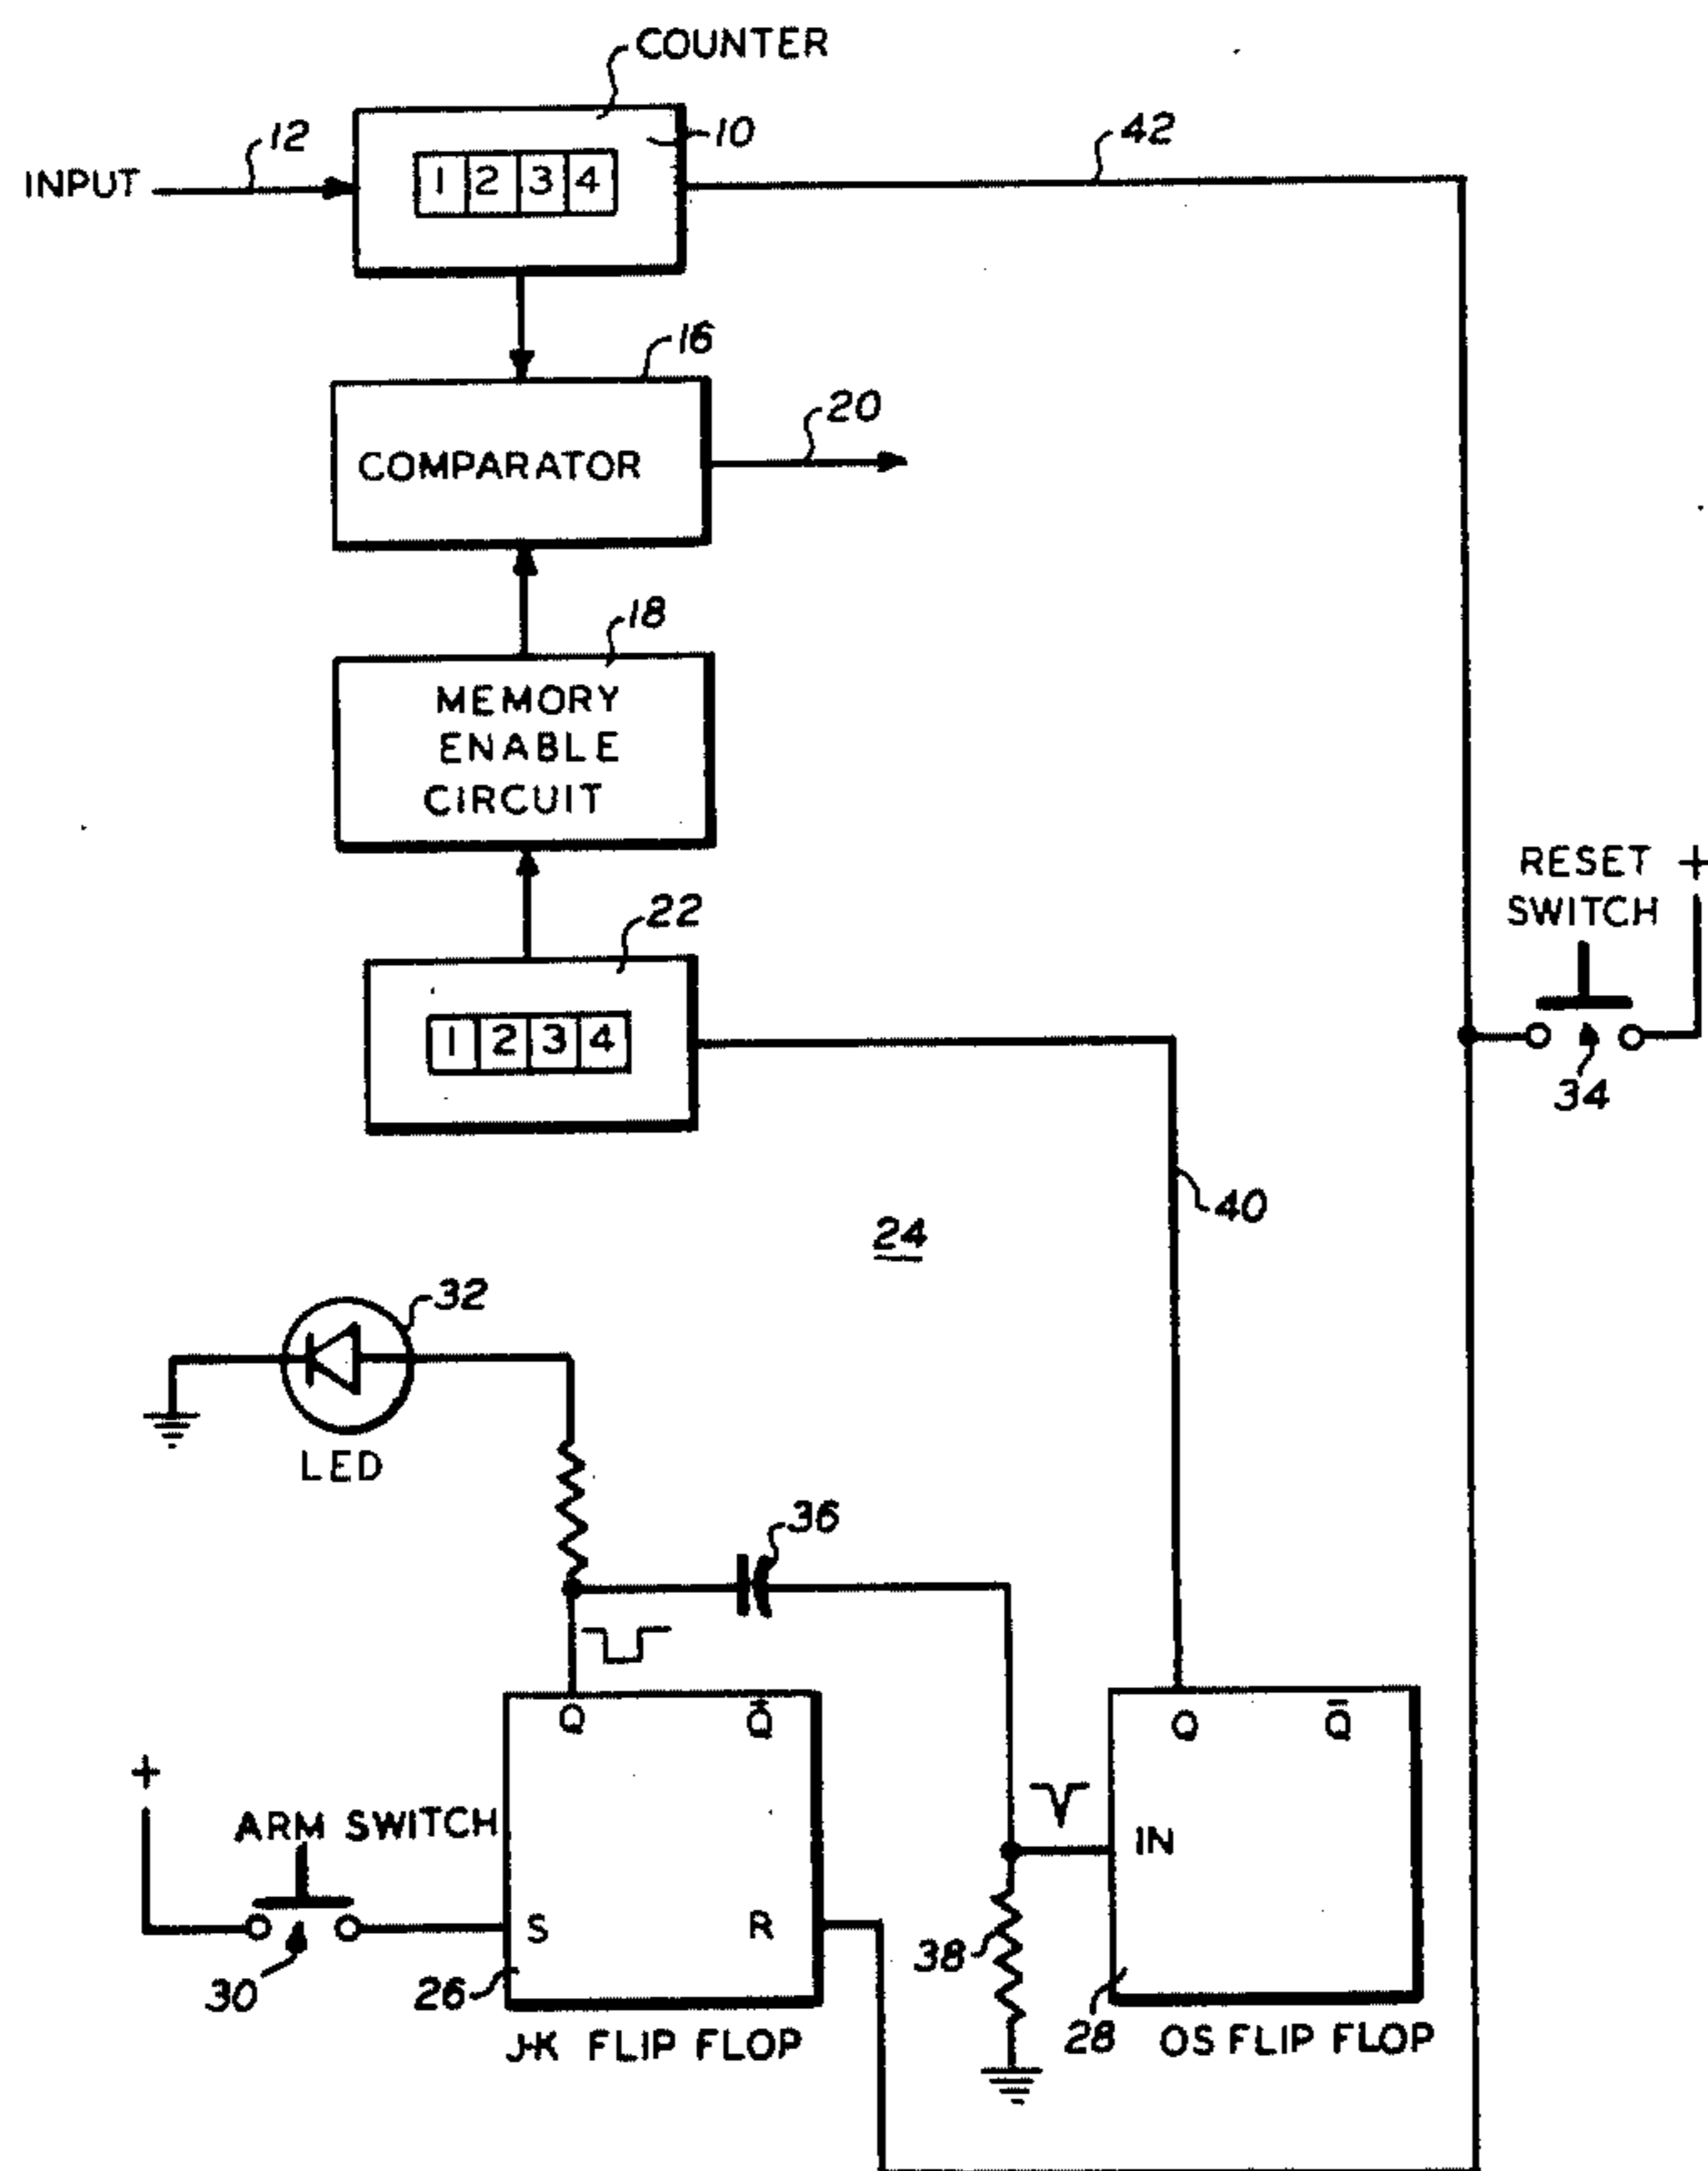 COUNTER
10
12
INPUT
1 2 3 4
42
16
COMPARATOR
20
18
MEMORY
ENABLE
CIRCUIT
RESET +
SWITCH
34
22
1 2 3 4
40
24
32
LED
36
Q Q̄
Q Q̄
+
ARM SWITCH
30
S R
26
J-K FLIP FLOP
IN
38
28
OS FLIP FLOP